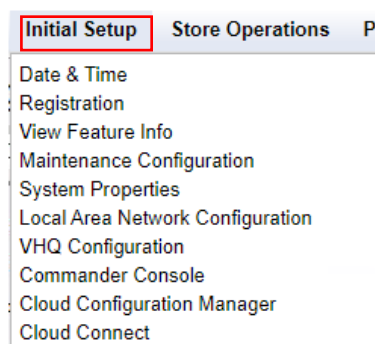 Initial Setup Store Operations P
Date & Time
Registration
View Feature Info
Maintenance Configuration
System Properties
Local Area Network Configuration
VHQ Configuration
Commander Console
Cloud Configuration Manager
Cloud Connect